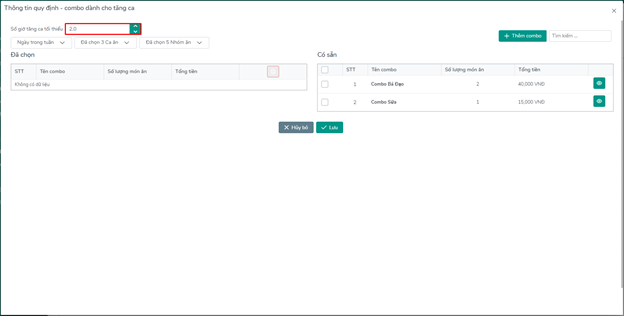 Thông tin quy định - combo dành cho tăng ca
Số giờ tăng ca tối thiểu 2.0
Ngày trong tuần Đã chọn 3 Ca ăn Đã chọn 5 Nhóm ăn + Thêm combo Tìm kiếm ...
Đã chọn Có sẵn
STT Tên combo Số lượng món ăn Tổng tiền STT Tên combo Số lượng món ăn Tổng tiền
Không có dữ liệu
1 Combo Bá Đạo 2 40,000 VND
2 Combo Sữa 1 15,000 VND
Hủy bỏ Lưu